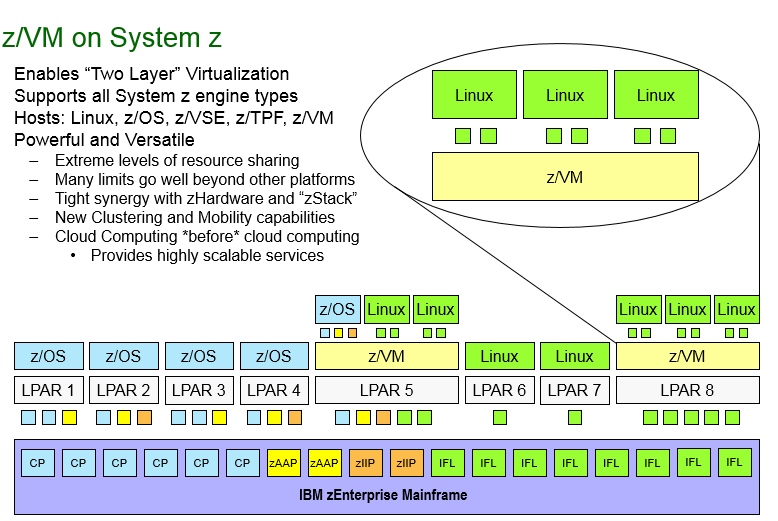 z/VM on System z
Enables “Two Layer” Virtualization
Supports all System z engine types
Hosts: Linux, z/OS, z/VSE, z/TPF, z/VM
Powerful and Versatile
– Extreme levels of resource sharing
– Many limits go well beyond other platforms
– Tight synergy with zHardware and “zStack”
– New Clustering and Mobility capabilities
– Cloud Computing *before* cloud computing
• Provides highly scalable services
Linux Linux Linux
z/VM
z/OS Linux Linux Linux Linux Linux
z/OS z/OS z/OS z/OS z/VM Linux Linux z/VM
LPAR 1 LPAR 2 LPAR 3 LPAR 4 LPAR 5 LPAR 6 LPAR 7 LPAR 8
CP CP CP CP CP CP zAAP zAAP zIIP zIIP IFL IFL IFL IFL IFL IFL IFL IFL
IBM zEnterprise Mainframe